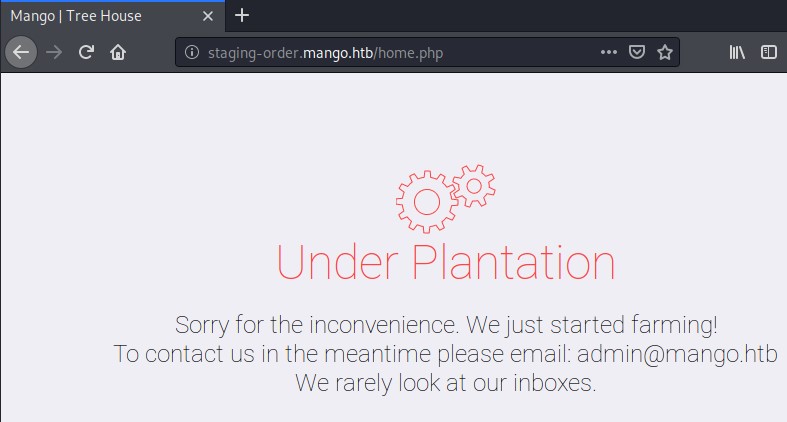 Mango | Tree House
staging-order.mango.htb/home.php
Under Plantation
Sorry for the inconvenience. We just started farming!
To contact us in the meantime please email: admin@mango.htb
We rarely look at our inboxes.